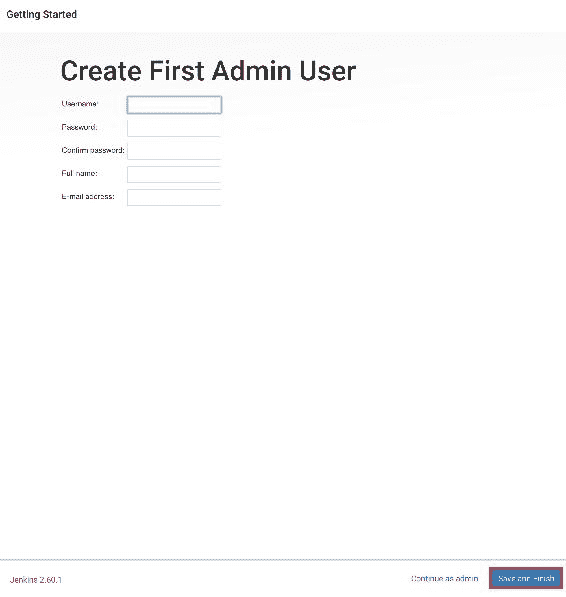 Getting Started
Create First Admin User
Username:
Password:
Confirm password:
Full name:
E-mail address:
Jenkins 2.60.1
Continue as admin
Save and Finish